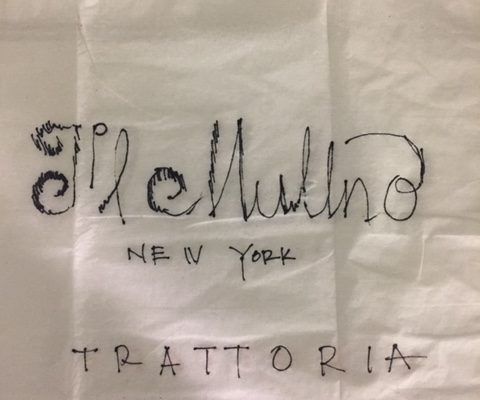 Il Mulino
NEW YORK
TRATTORIA